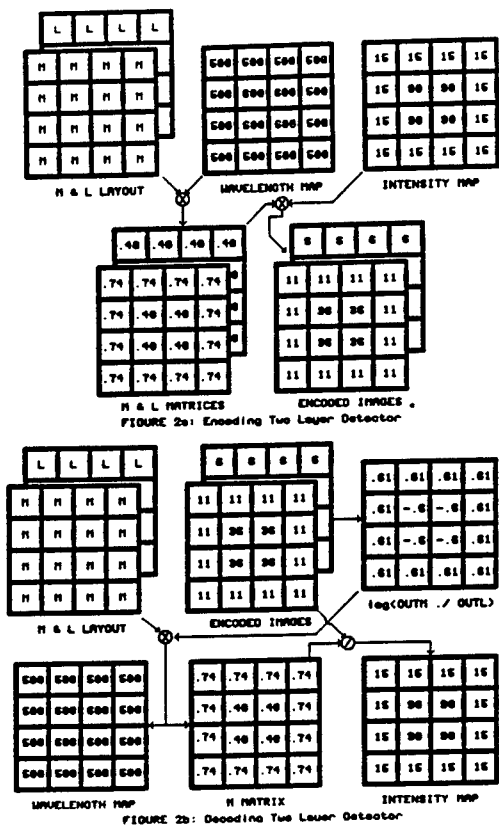 L L L L
M M M M
M M M M
M M M M
M M M M
M & L LAYOUT
500 500 500 500
500 500
500 500
500 500 500 500
WAVELENGTH MAP
15 15 15 15
15 90 90 15
15 90 90 15
15 15 15 15
INTENSITY MAP
.40 .40 .40 .40
.74 .74 .74 .74
.74 .40 .40 .74
.74 .40 .40 .74
.74 .74 .74 .74
M & L MATRICES
6 6 6 6
11 11 11 11
11 36 36 11
11 36 36 11
11 11 11 11
ENCODED IMAGES .
FIGURE 2a: Encoding Two Layer Detector
L L L L
M M M M
M M M M
M M M M
M M M M
M & L LAYOUT
6 6 6 6
11 11 11 11
11 36 36 11
11 36 36 11
11 11 11 11
ENCODED IMAGES
.61 .61 .61 .61
.61 -.6 -.6 .61
.61 -.6 -.6 .61
.61 .61 .61 .61
log(OUTM ./ OUTL)
500 500 500 500
500 500
500 500
500 500 500 500
WAVELENGTH MAP
.74 .74 .74 .74
.74 .40 .40 .74
.74 .40 .40 .74
.74 .74 .74 .74
M MATRIX
15 15 15 15
15 90 90 15
15 90 90 15
15 15 15 15
INTENSITY MAP
FIGURE 2b: Decoding Two Layer Detector